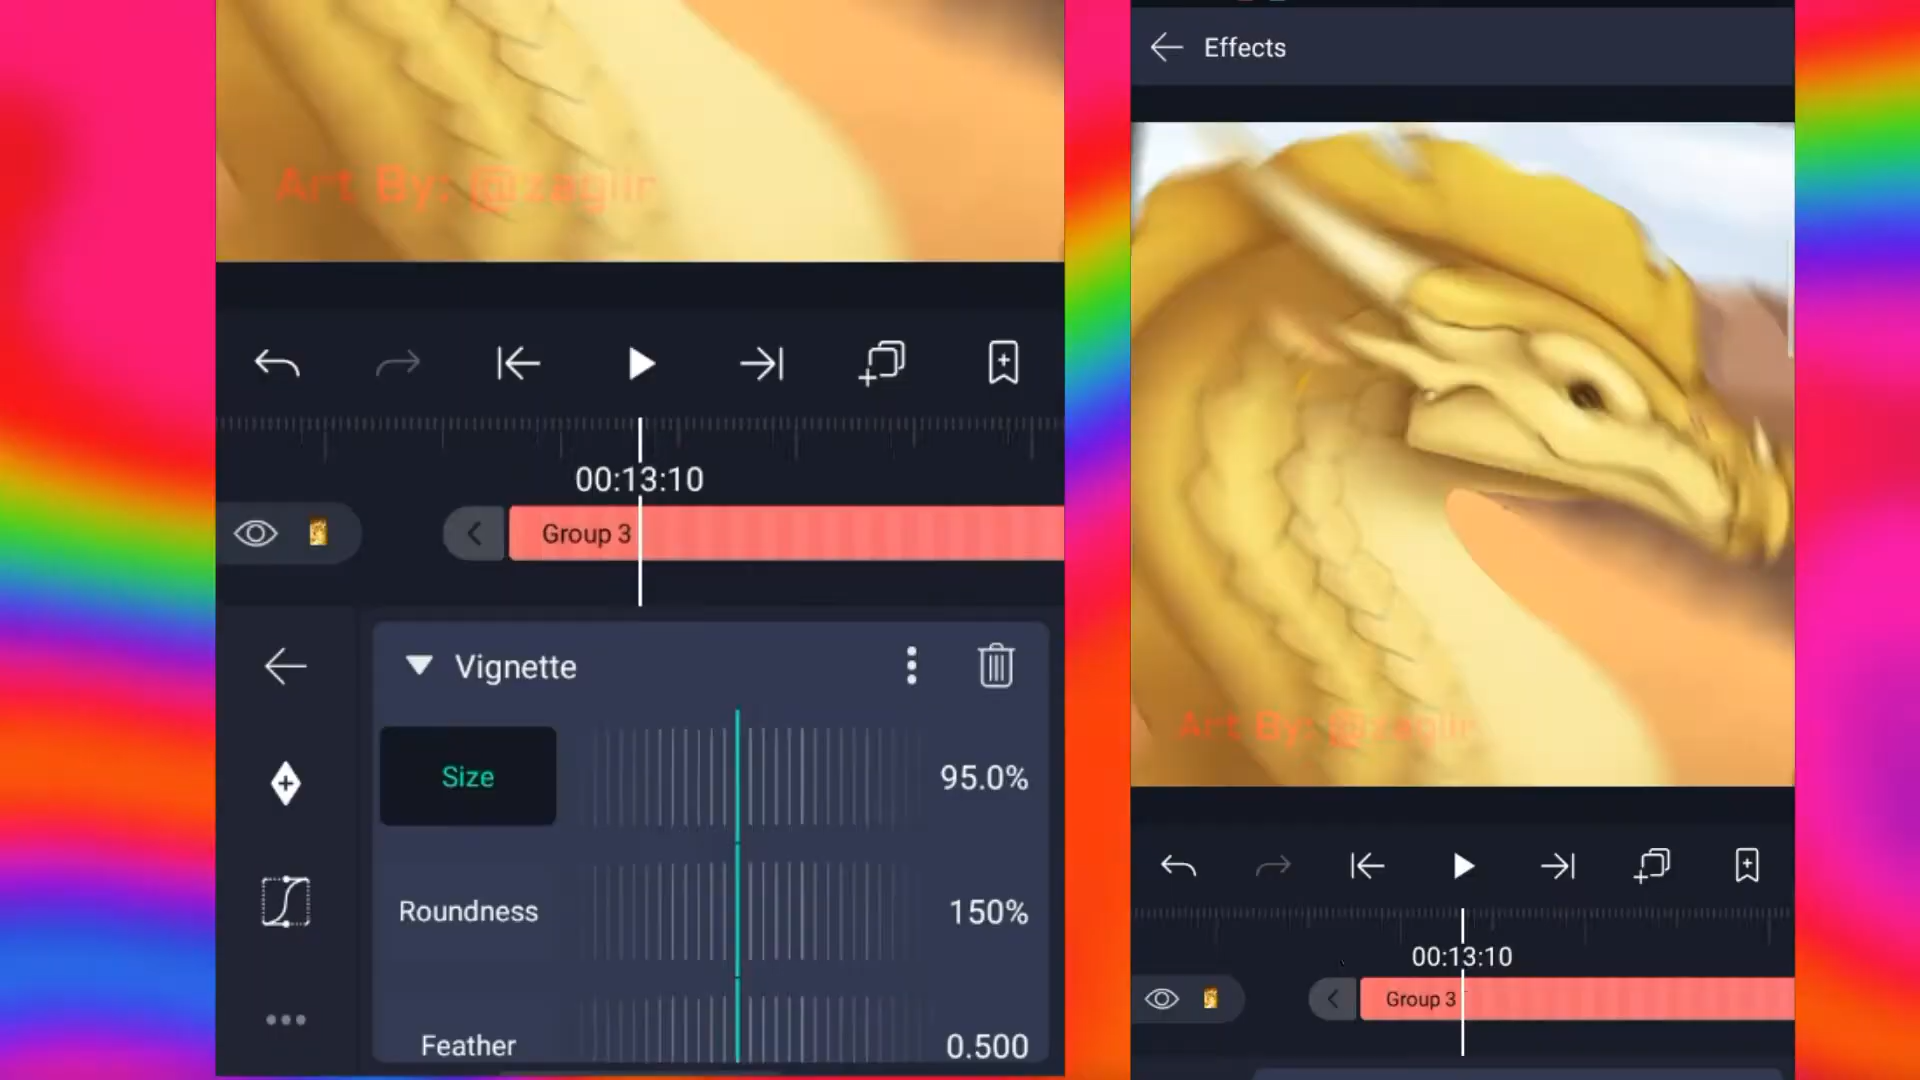 Art By: @zagiir
00:13:10
Group 3
Vignette
Size
95.0%
Roundness
150%
Feather
0.500
Effects
Art By: @zagiir
00:13:10
Group 3